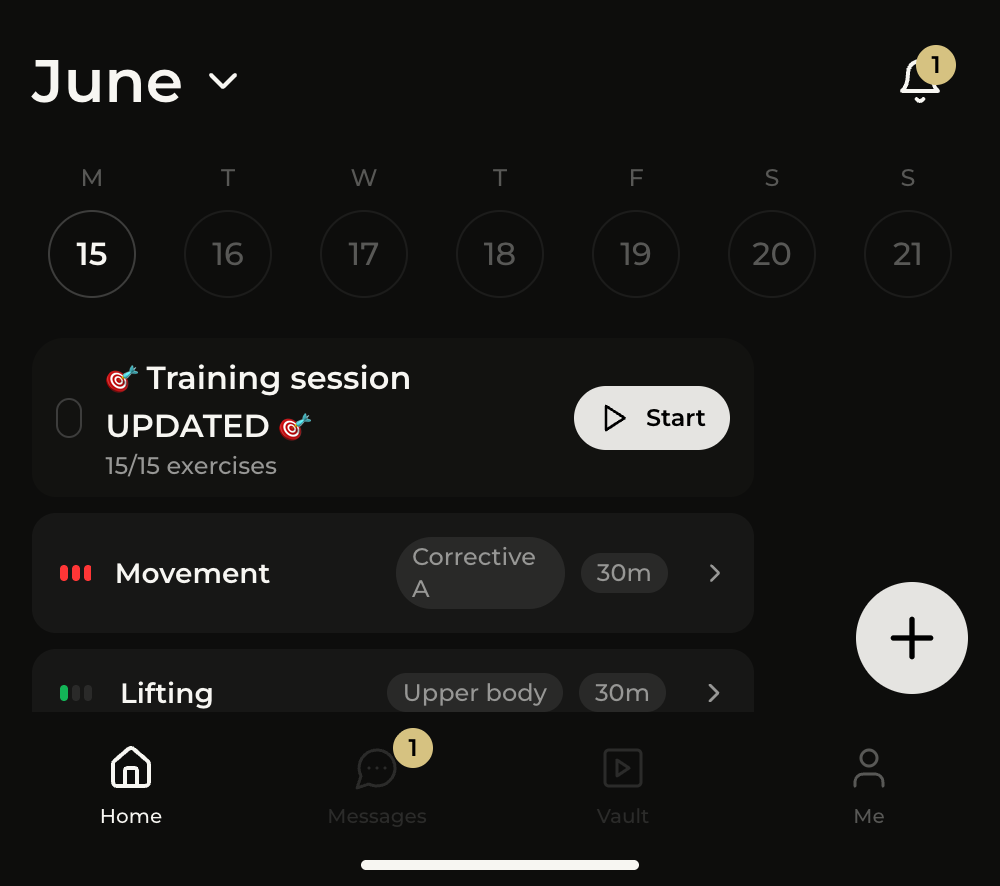 June
1
M T W T F S S
15 16 17 18 19 20 21
🎯 Training session
UPDATED 🎯
15/15 exercises
Start
Movement
Corrective
A
30m
Lifting
Upper body
30m
1
Home
Messages
Vault
Me